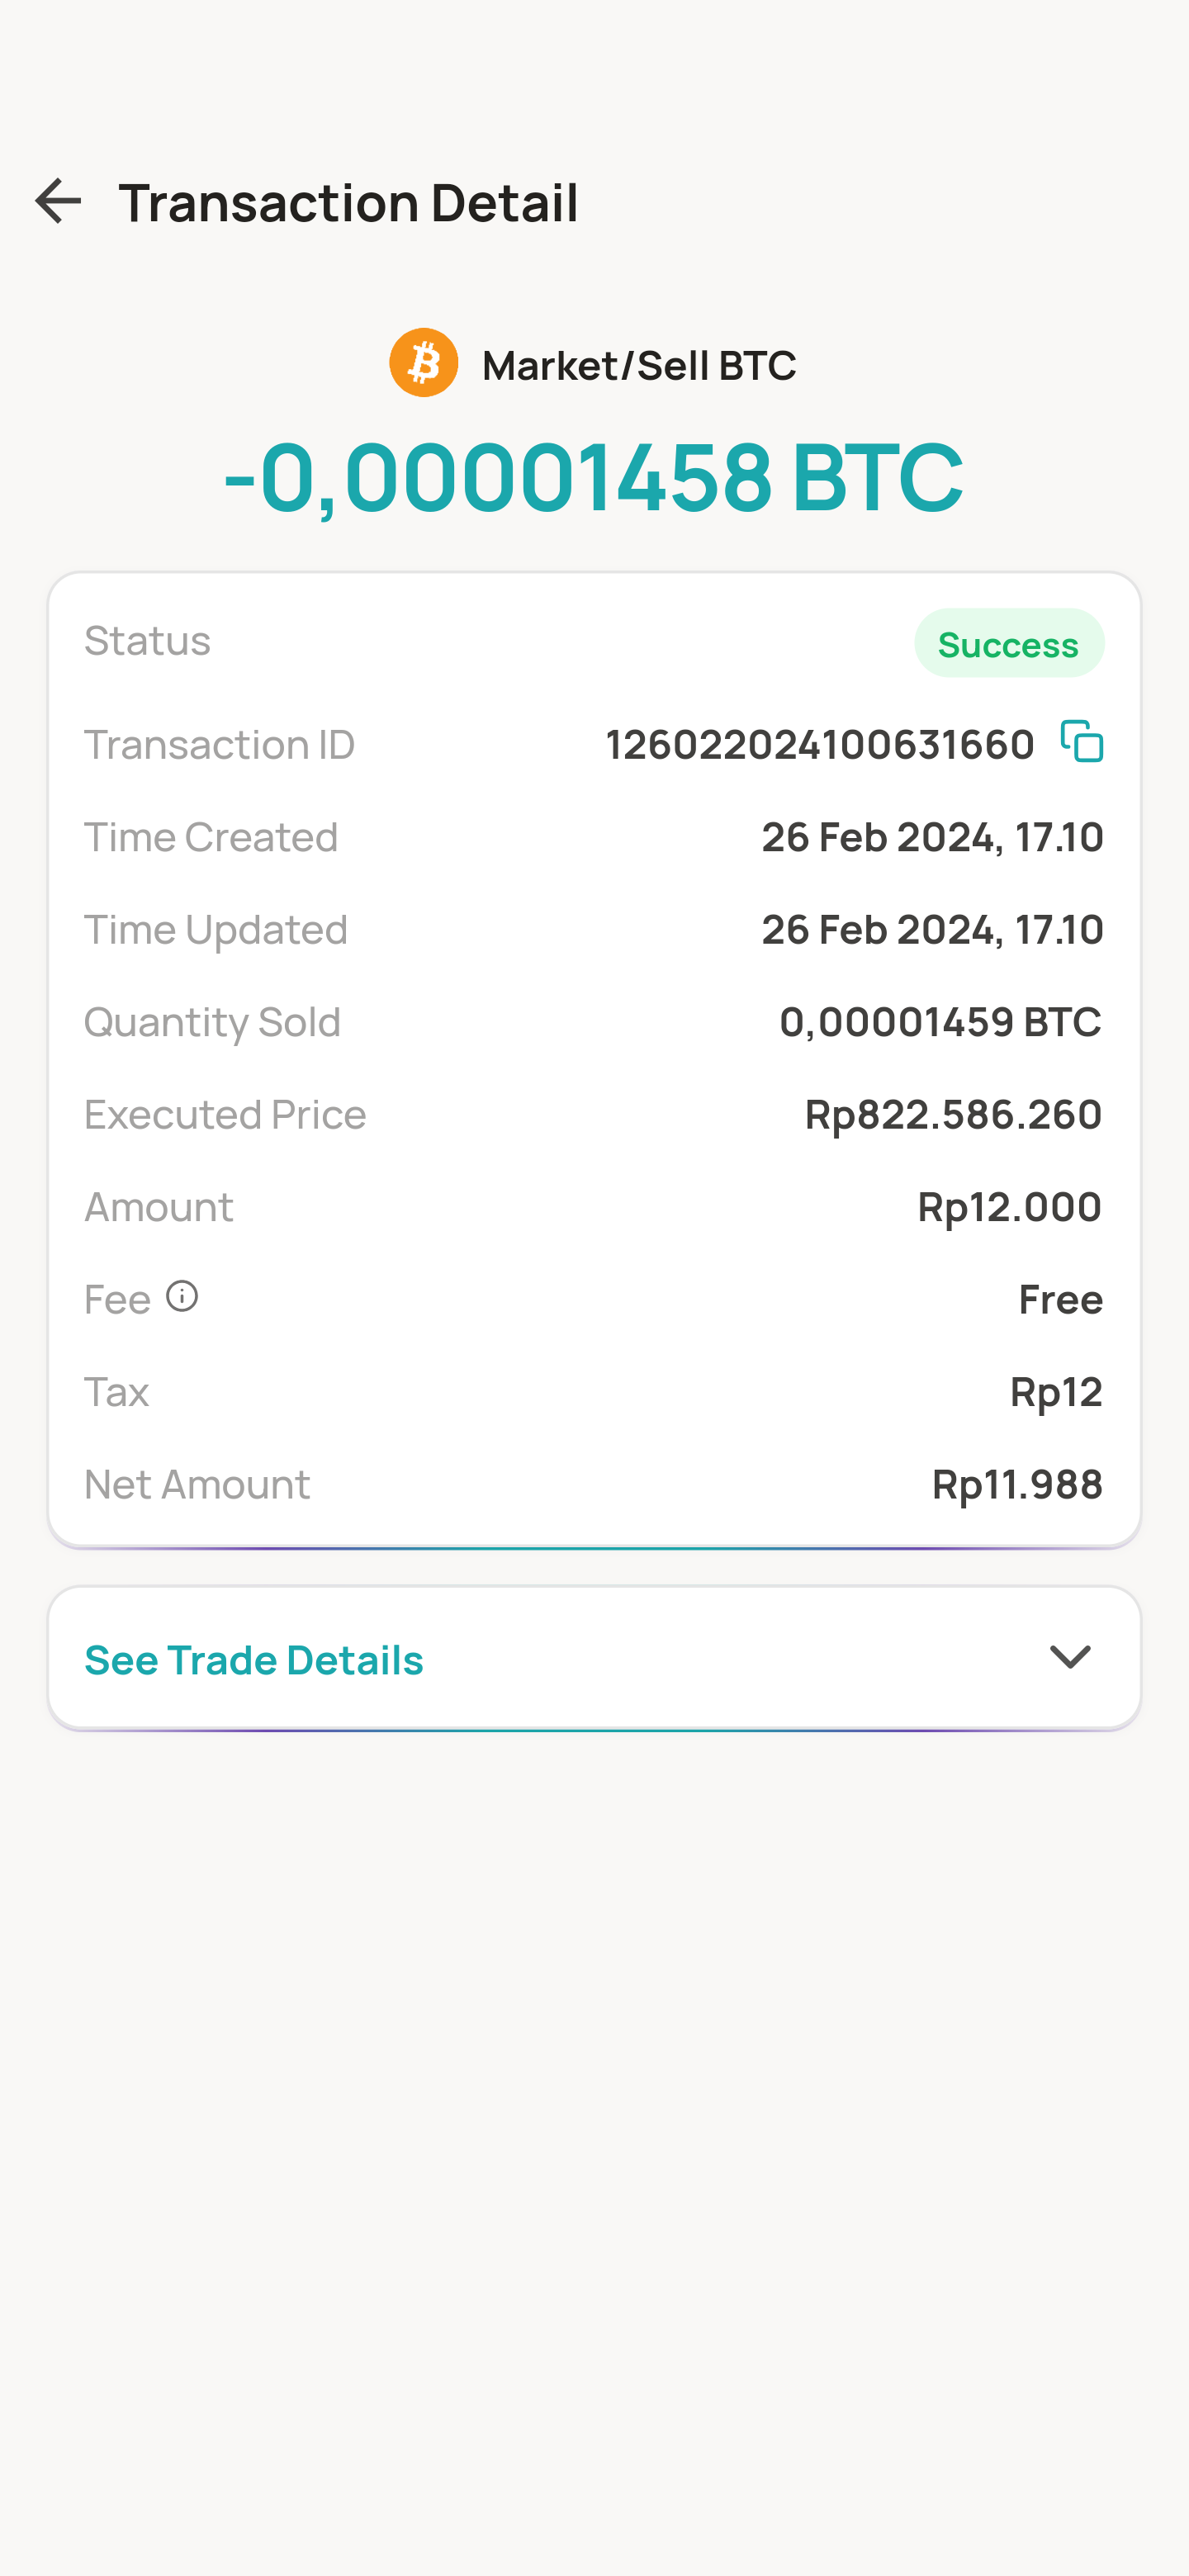 Transaction Detail
Market/Sell BTC
-0,00001458 BTC
Status Success
Transaction ID 126022024100631660
Time Created 26 Feb 2024, 17.10
Time Updated 26 Feb 2024, 17.10
Quantity Sold 0,00001459 BTC
Executed Price Rp822.586.260
Amount Rp12.000
Fee Free
Tax Rp12
Net Amount Rp11.988
See Trade Details